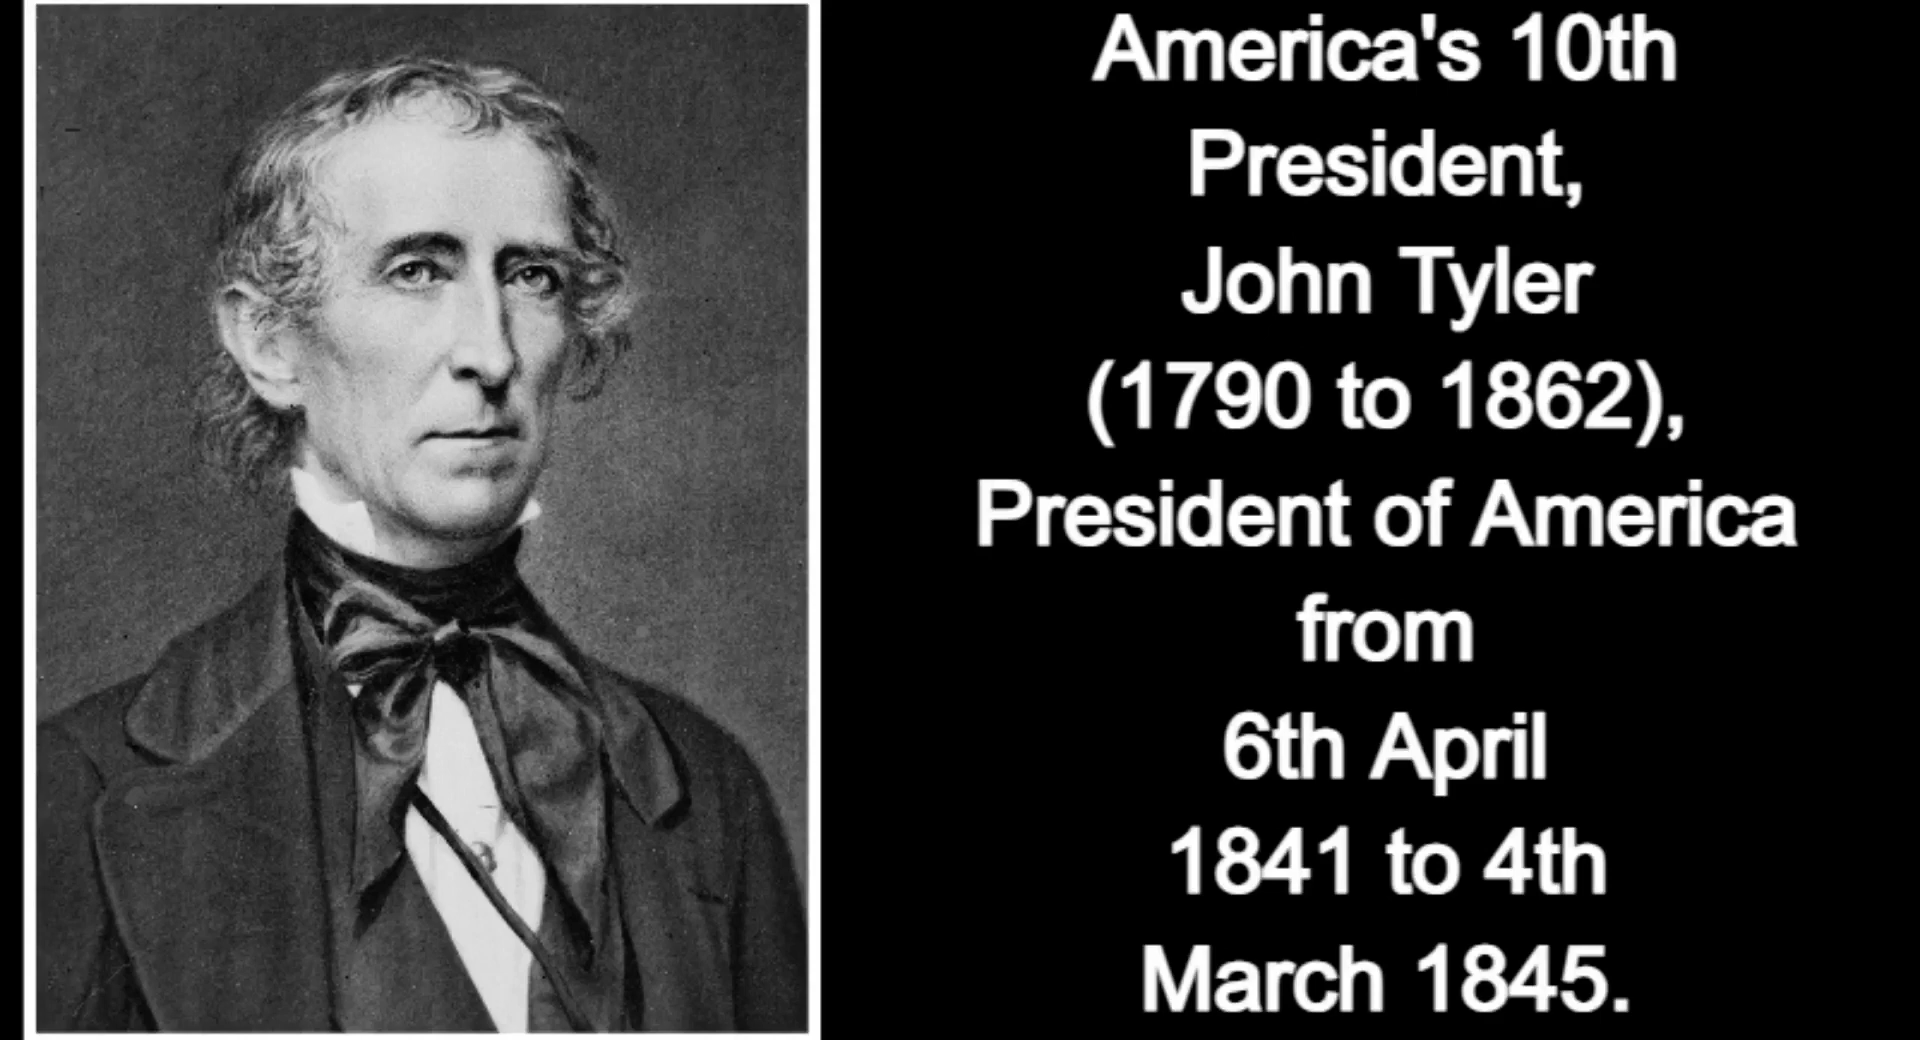 America's 10th
President,
John Tyler
(1790 to 1862),
President of America
from
6th April
1841 to 4th
March 1845.